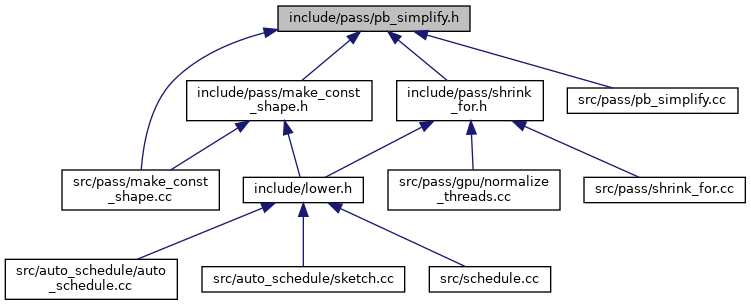 include/pass/pb_simplify.h
include/pass/make_const
_shape.h
include/pass/shrink
_for.h
src/pass/pb_simplify.cc
src/pass/make_const
_shape.cc
include/lower.h
src/pass/gpu/normalize
_threads.cc
src/pass/shrink_for.cc
src/auto_schedule/auto
_schedule.cc
src/auto_schedule/sketch.cc
src/schedule.cc